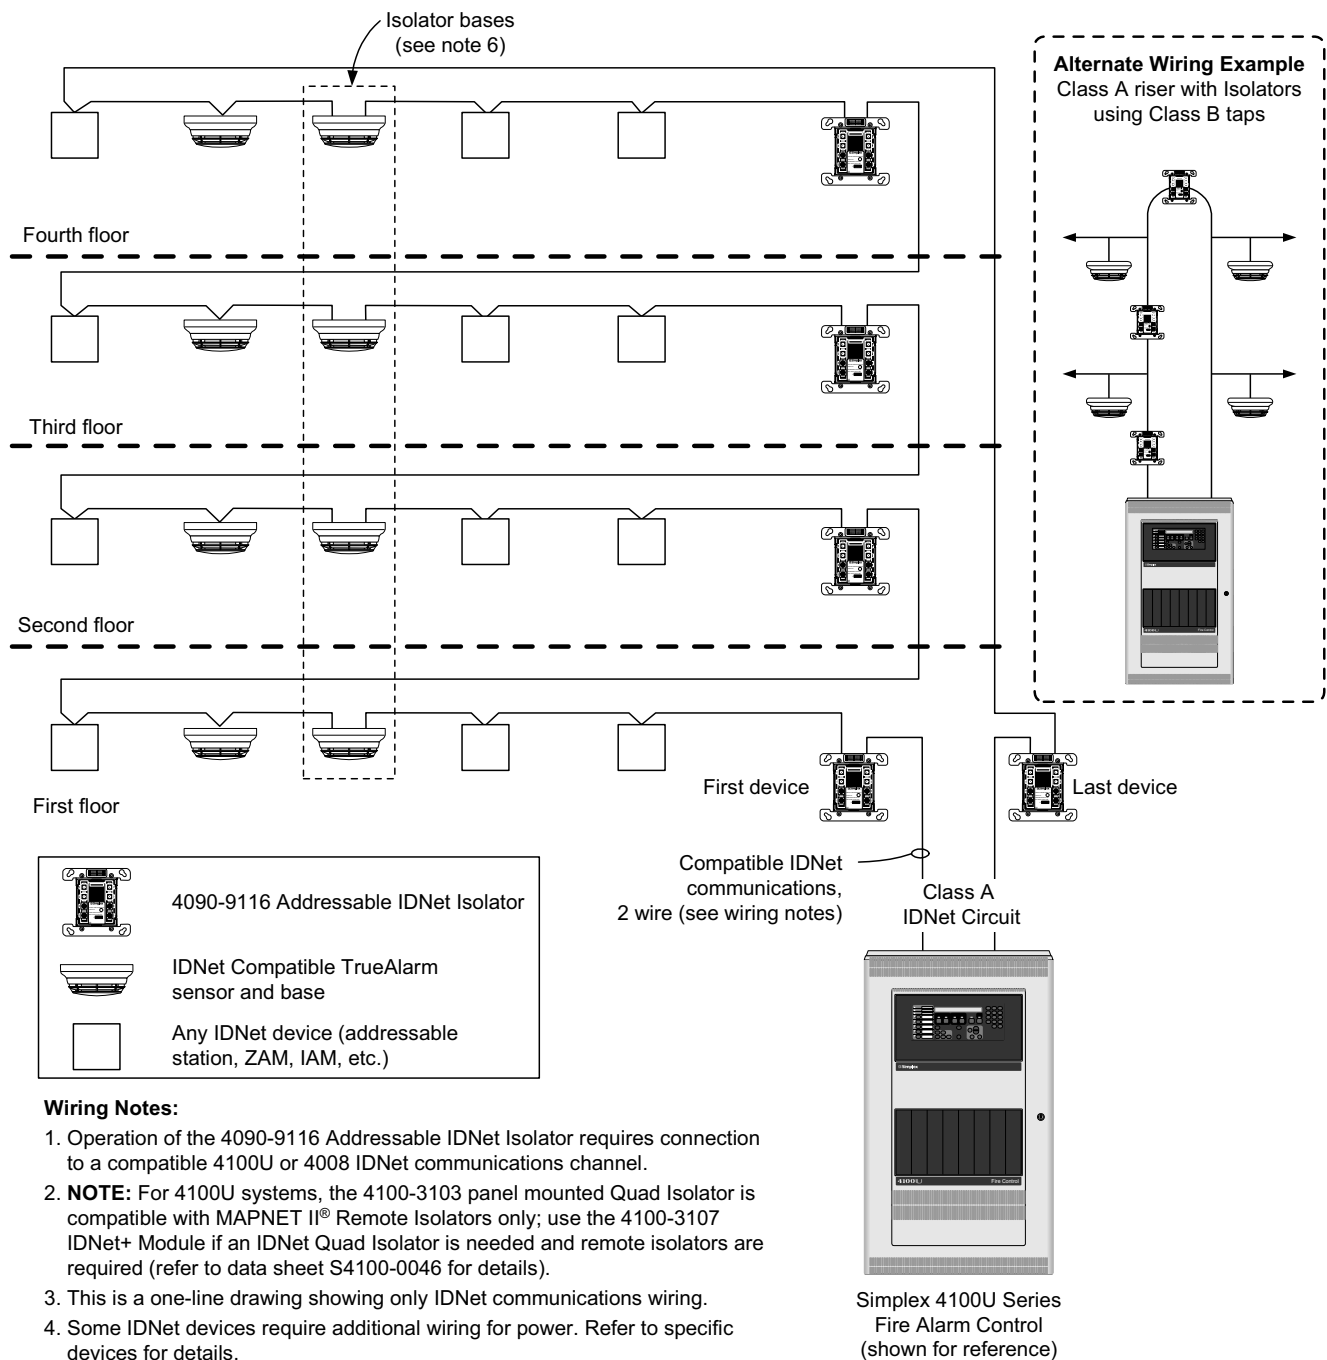 Isolator bases
(see note 6)
Alternate Wiring Example
Class A riser with Isolators
using Class B taps
Fourth floor
Third floor
Second floor
First floor
First device
Last device
Compatible IDNet
communications,
2 wire (see wiring notes)
Class A
IDNet Circuit
4090-9116 Addressable IDNet Isolator
IDNet Compatible TrueAlarm
sensor and base
Any IDNet device (addressable
station, ZAM, IAM, etc.)
Simplex
4100U
Fire Control
Simplex 4100U Series
Fire Alarm Control
(shown for reference)
Wiring Notes:
1. Operation of the 4090-9116 Addressable IDNet Isolator requires connection
to a compatible 4100U or 4008 IDNet communications channel.
2. NOTE: For 4100U systems, the 4100-3103 panel mounted Quad Isolator is
compatible with MAPNET II® Remote Isolators only; use the 4100-3107
IDNet+ Module if an IDNet Quad Isolator is needed and remote isolators are
required (refer to data sheet S4100-0046 for details).
3. This is a one-line drawing showing only IDNet communications wiring.
4. Some IDNet devices require additional wiring for power. Refer to specific
devices for details.